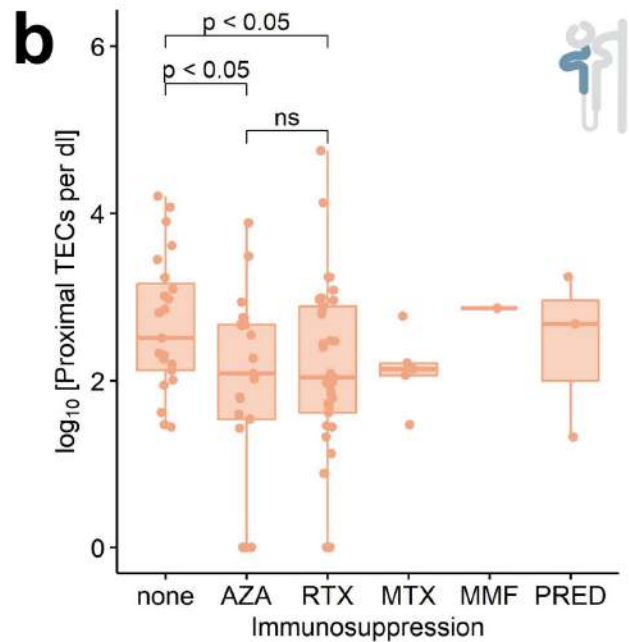 b
p < 0.05
p < 0.05
ns
6
4
2
0
log₁₀ [Proximal TECs per dl]
none AZA RTX MTX MMF PRED
Immunosuppression